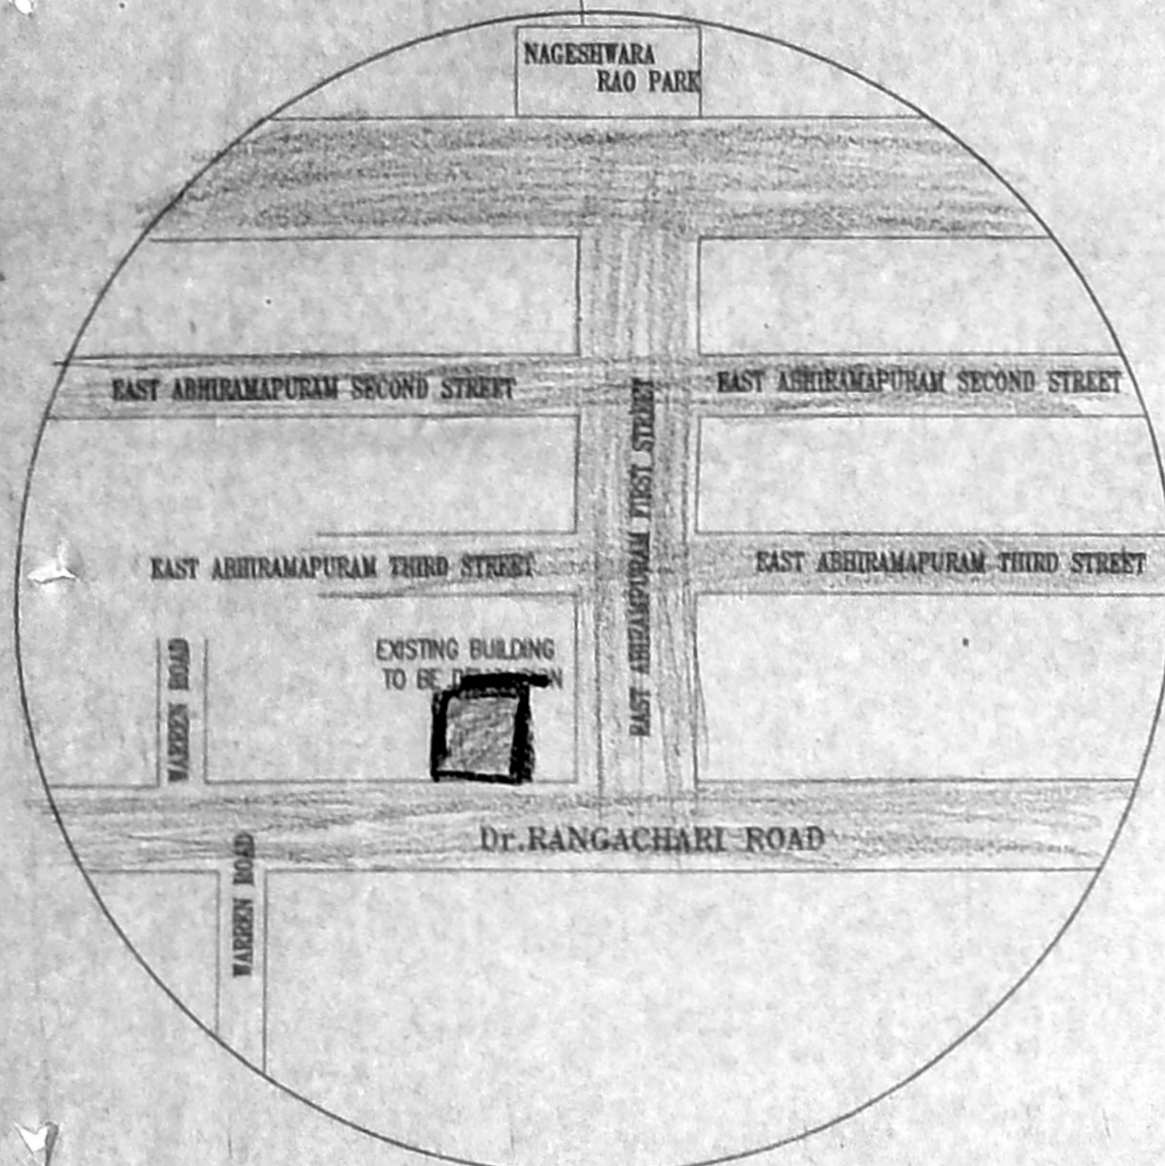 NAGESHWARA
RAO PARK
EAST ABHIRAMAPURAM SECOND STREET
EAST ABHIRAMAPURAM SECOND STREET
EAST ABHIRAMPURAM FIRST STREET
EAST ABHIRAMAPURAM THIRD STREET
EAST ABHIRAMAPURAM THIRD STREET
WARREN ROAD
EXISTING BUILDING
TO BE
Dr.RANGACHARI ROAD
WARREN ROAD